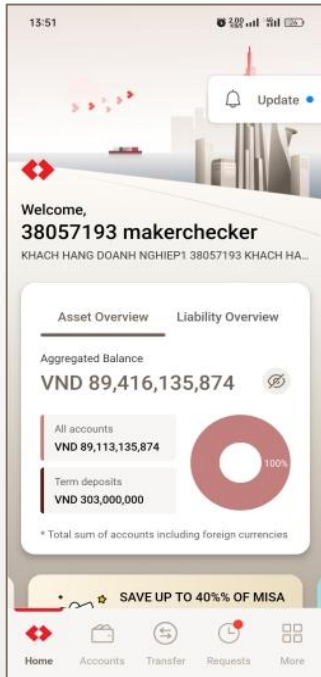 13:51
Update
Welcome,
38057193 makerchecker
KHACH HANG DOANH NGHIEP1 38057193 KHACH HA...
Asset Overview Liability Overview
Aggregated Balance
VND 89,416,135,874
All accounts
VND 89,113,135,874
100%
Term deposits
VND 303,000,000
* Total sum of accounts including foreign currencies
SAVE UP TO 40%% OF MISA
Home Accounts Transfer Requests More